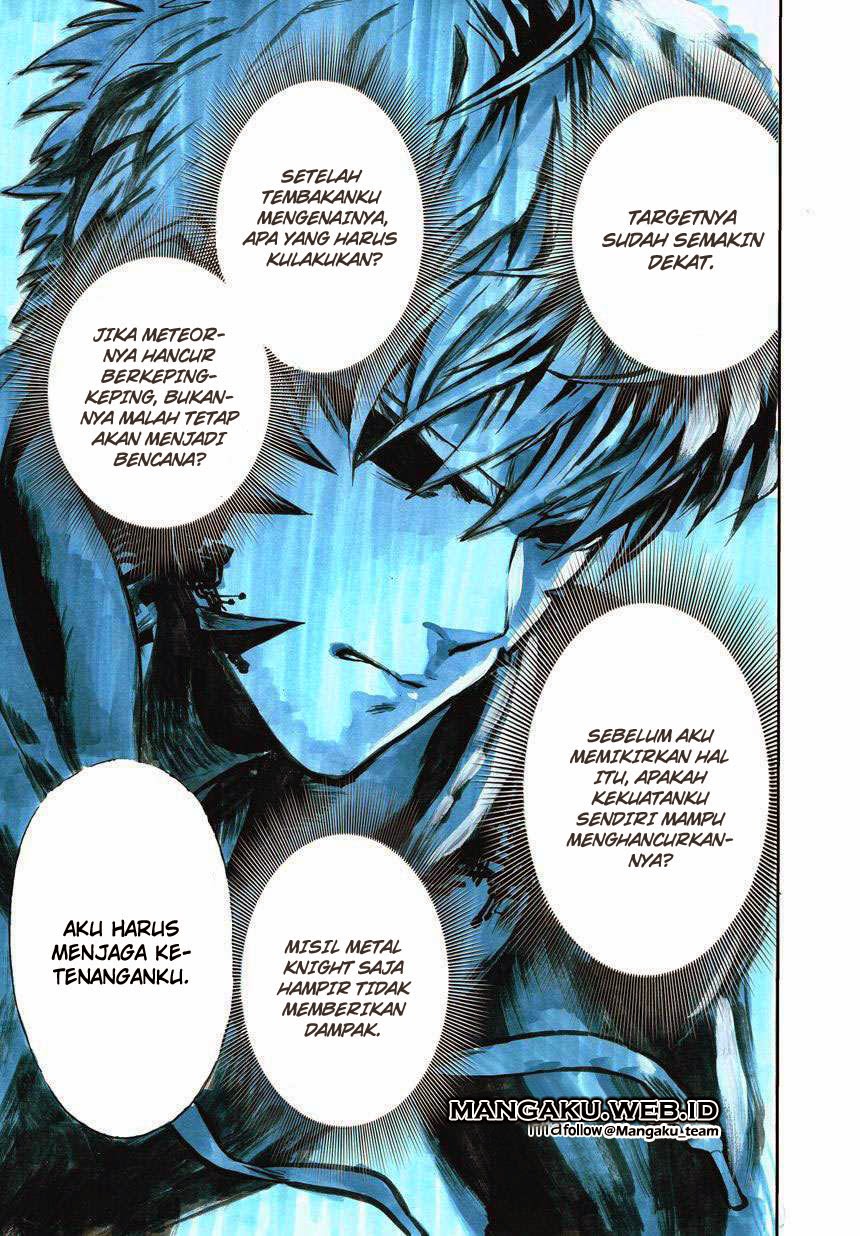 TARGETNYA
SUDAH SEMAKIN
DEKAT.
SETELAH
TEMBAKANKU
MENGENAINYA,
APA YANG HARUS
KULAKUKAN?
JIKA METEOR-
NYA HANCUR
BERKEPING-
KEPING, BUKAN-
NYA MALAH TETAP
AKAN MENJADI
BENCANA?
SEBELUM AKU
MEMIKIRKAN HAL
ITU, APAKAH
KEKUATANKU
SENDIRI MAMPU
MENGHANCURKAN-
NYA?
MISIL METAL
KNIGHT SAJA
HAMPIR TIDAK
MEMBERIKAN
DAMPAK.
AKU HARUS
MENJAGA KE-
TENANGANKU.
MANGAKU.WEB.ID
follow @Mangaku_team